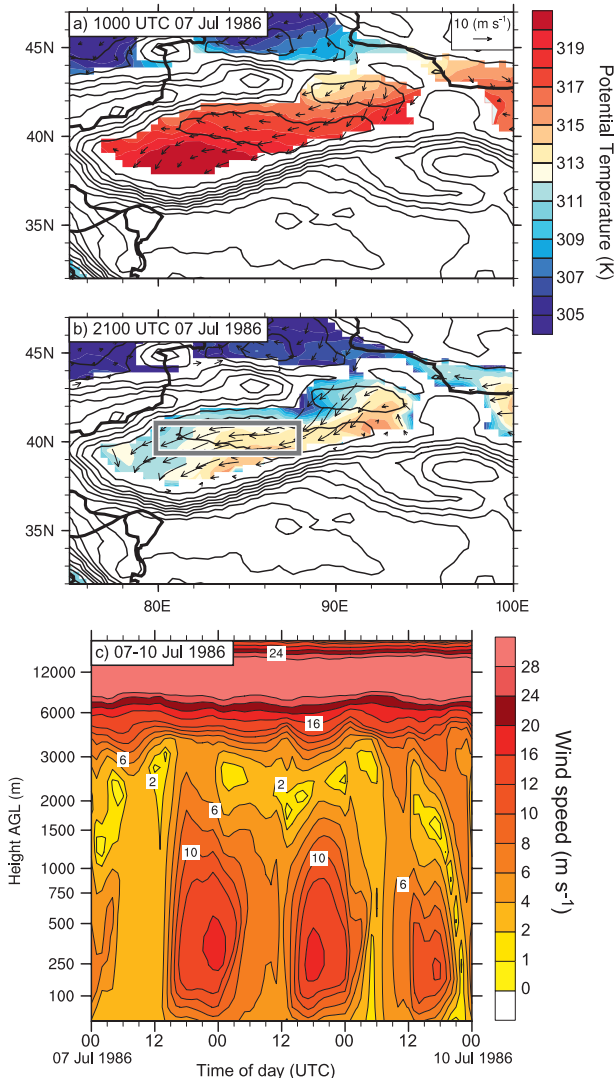 a) 1000 UTC 07 Jul 1986
10 (m s⁻¹)
45N
40N
35N
319
317
315
313
311
309
307
305
Potential Temperature (K)
b) 2100 UTC 07 Jul 1986
45N
40N
35N
80E 90E 100E
c) 07-10 Jul 1986
24
16
6
2
2
6
10
10
6
12000
6000
3000
2000
1500
1000
750
500
250
100
Height AGL (m)
00 12 00 12 00 12 00
07 Jul 1986 10 Jul 1986
Time of day (UTC)
28
24
20
16
12
10
8
6
4
2
1
0
Wind speed (m s⁻¹)